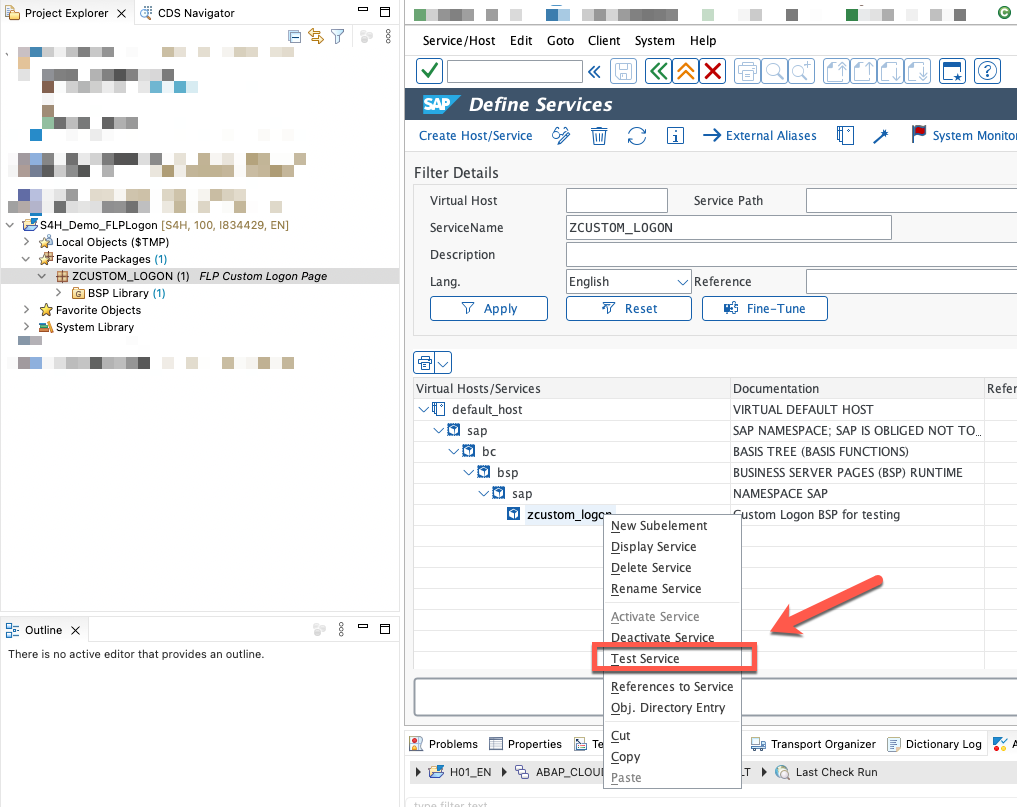 Project Explorer
CDS Navigator
S4H_Demo_FLPLogon [S4H, 100, I834429, EN]
Local Objects ($TMP)
Favorite Packages (1)
ZCUSTOM_LOGON (1) FLP Custom Logon Page
BSP Library (1)
Favorite Objects
System Library
Outline
There is no active editor that provides an outline.
Service/Host Edit Goto Client System Help
SAP Define Services
Create Host/Service External Aliases System Monitor
Filter Details
Virtual Host Service Path
ServiceName ZCUSTOM_LOGON
Description
Lang. English Reference
Apply Reset Fine-Tune
Virtual Hosts/Services Documentation Refer
default_host VIRTUAL DEFAULT HOST
sap SAP NAMESPACE; SAP IS OBLIGED NOT TO...
bc BASIS TREE (BASIS FUNCTIONS)
bsp BUSINESS SERVER PAGES (BSP) RUNTIME
sap NAMESPACE SAP
zcustom_logon Custom Logon BSP for testing
New Subelement
Display Service
Delete Service
Rename Service
Activate Service
Deactivate Service
Test Service
References to Service
Obj. Directory Entry
Cut
Copy
Paste
Problems Properties Te Transport Organizer Dictionary Log A
H01_EN ABAP_CLOU LT Last Check Run
type filter text